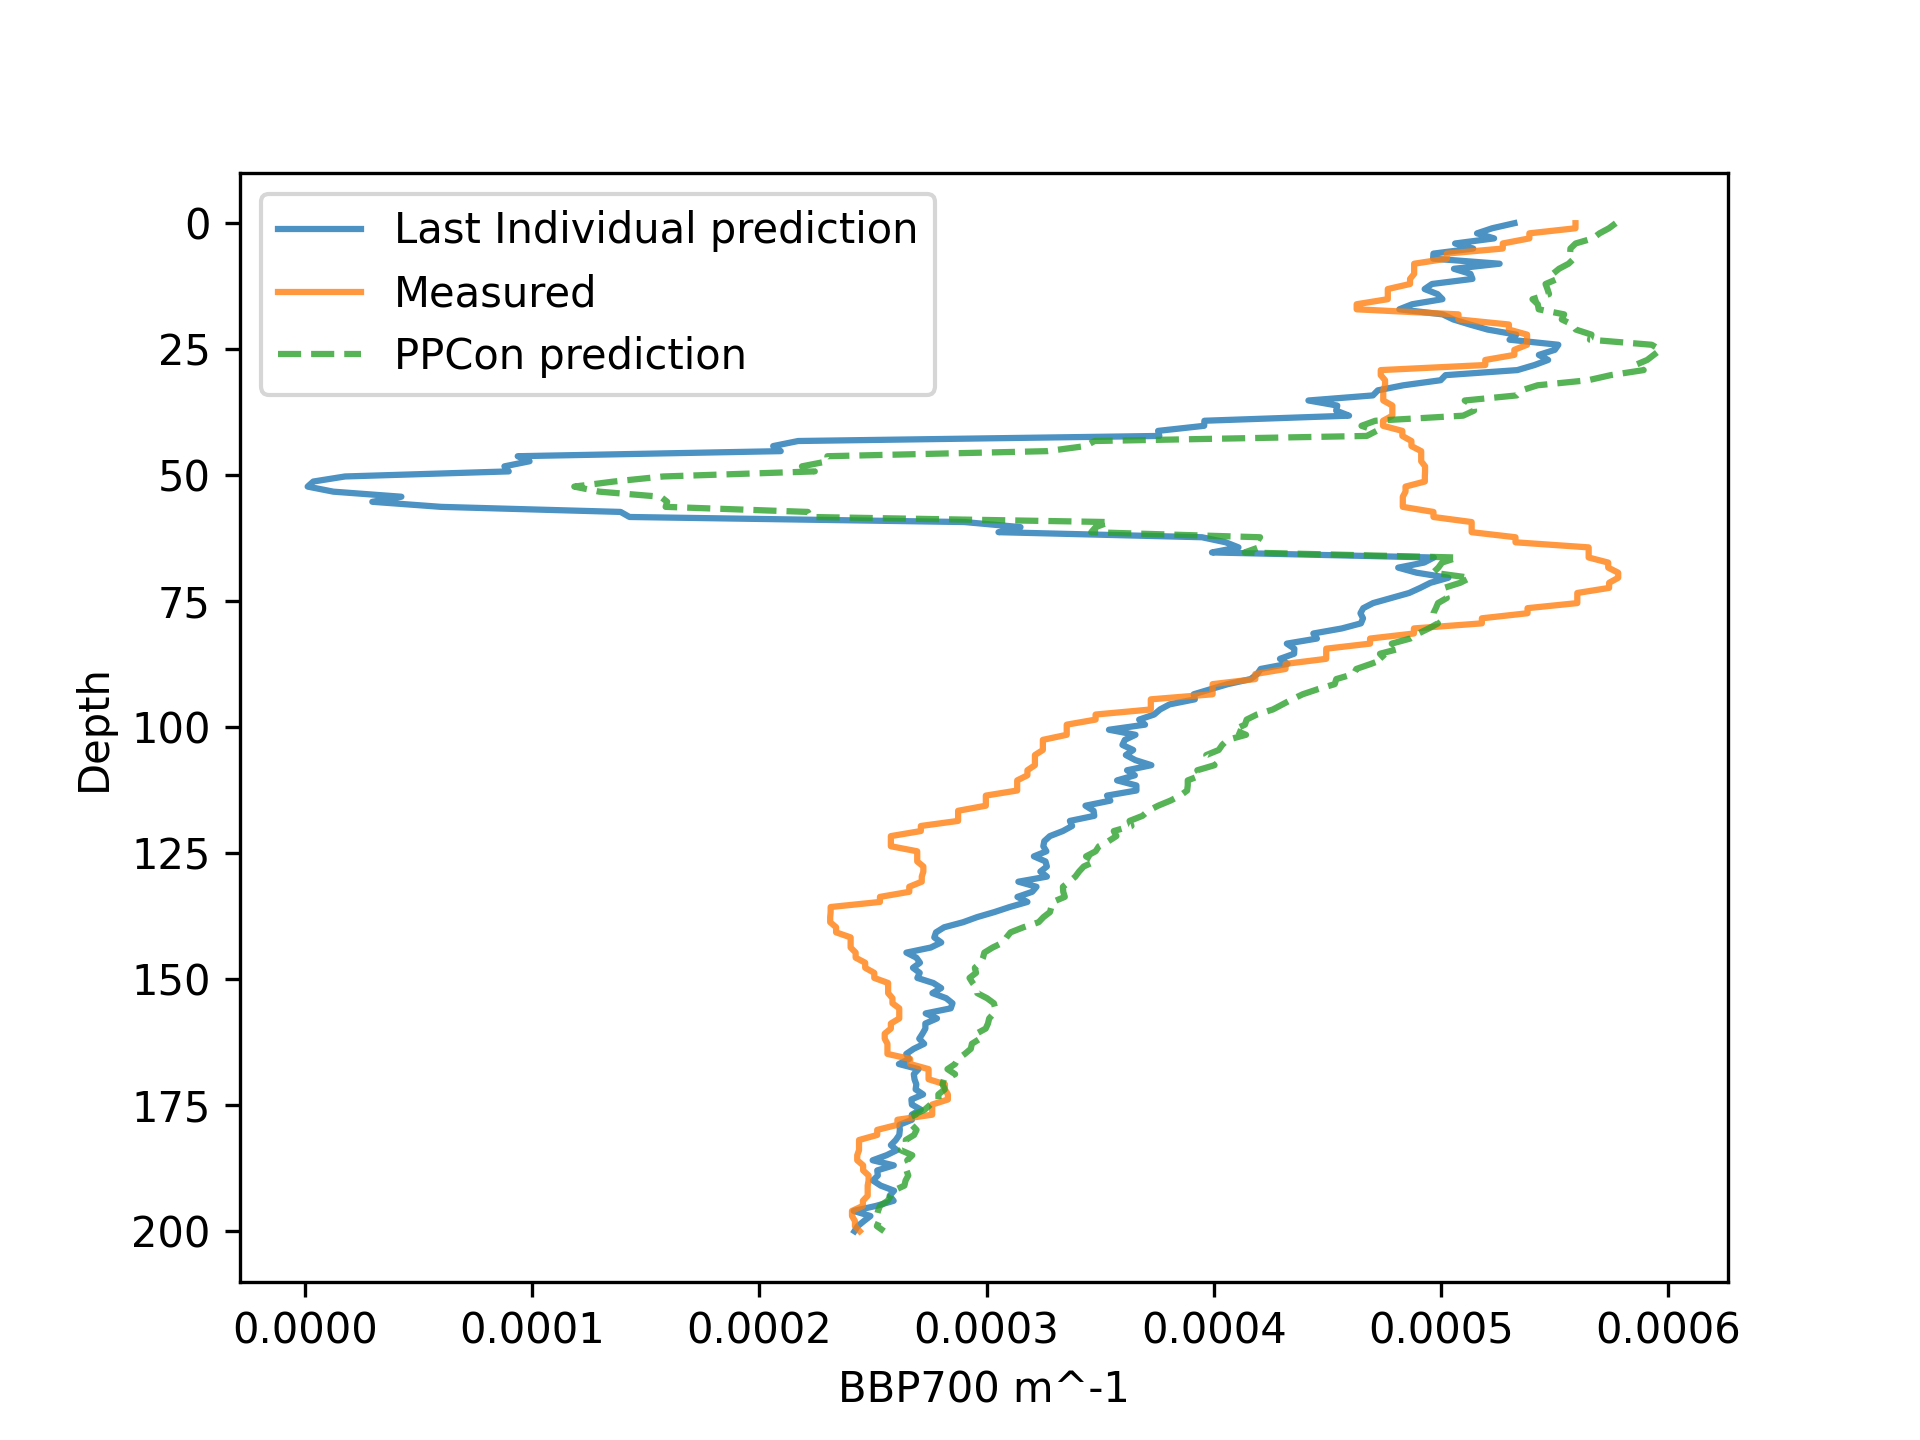 Last Individual prediction
Measured
PPCon prediction
0
25
50
75
100
125
150
175
200
Depth
0.0000 0.0001 0.0002 0.0003 0.0004 0.0005 0.0006
BBP700 m^-1